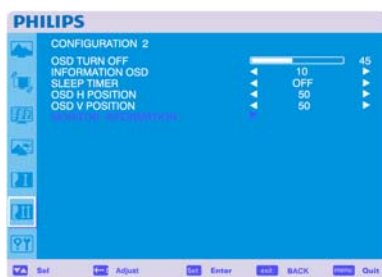 PHILIPS
CONFIGURATION 2
OSD TURN OFF 45
INFORMATION OSD 10
SLEEP TIMER OFF
OSD H POSITION 50
OSD V POSITION 50
MONITOR INFORMATION
Sel Adjust Set Enter exit BACK menu Quit